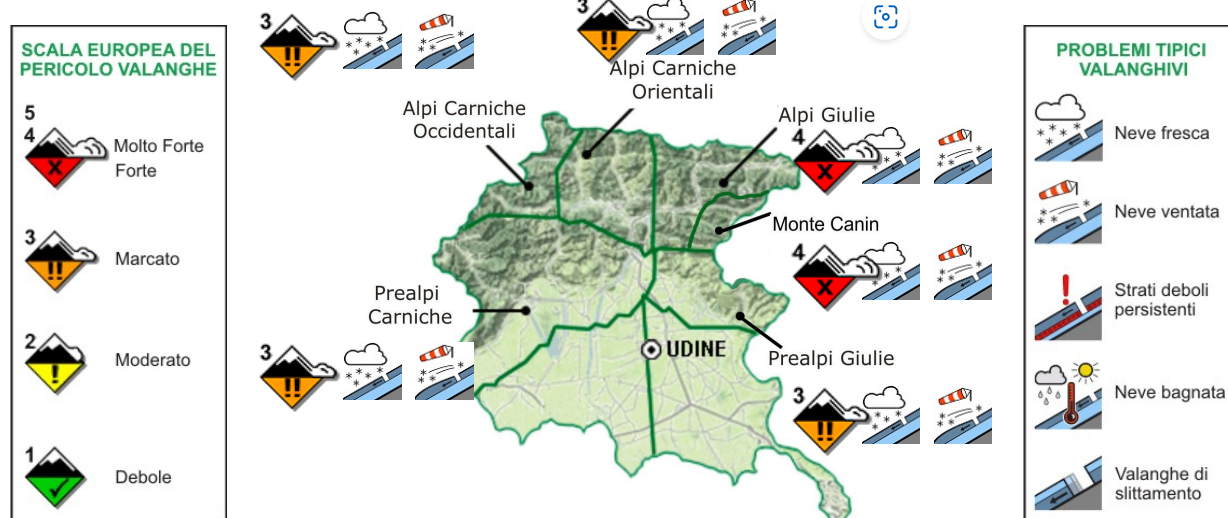 SCALA EUROPEA DEL
PERICOLO VALANGHE
5
4
Molto Forte
Forte
3
Marcato
2
Moderato
1
Debole
3
3
Alpi Carniche
Orientali
Alpi Carniche
Occidentali
Alpi Giulie
4
Monte Canin
4
Prealpi
Carniche
3
UDINE
Prealpi Giulie
3
PROBLEMI TIPICI
VALANGHIVI
Neve fresca
Neve ventata
Strati deboli
persistenti
Neve bagnata
Valanghe di
slittamento